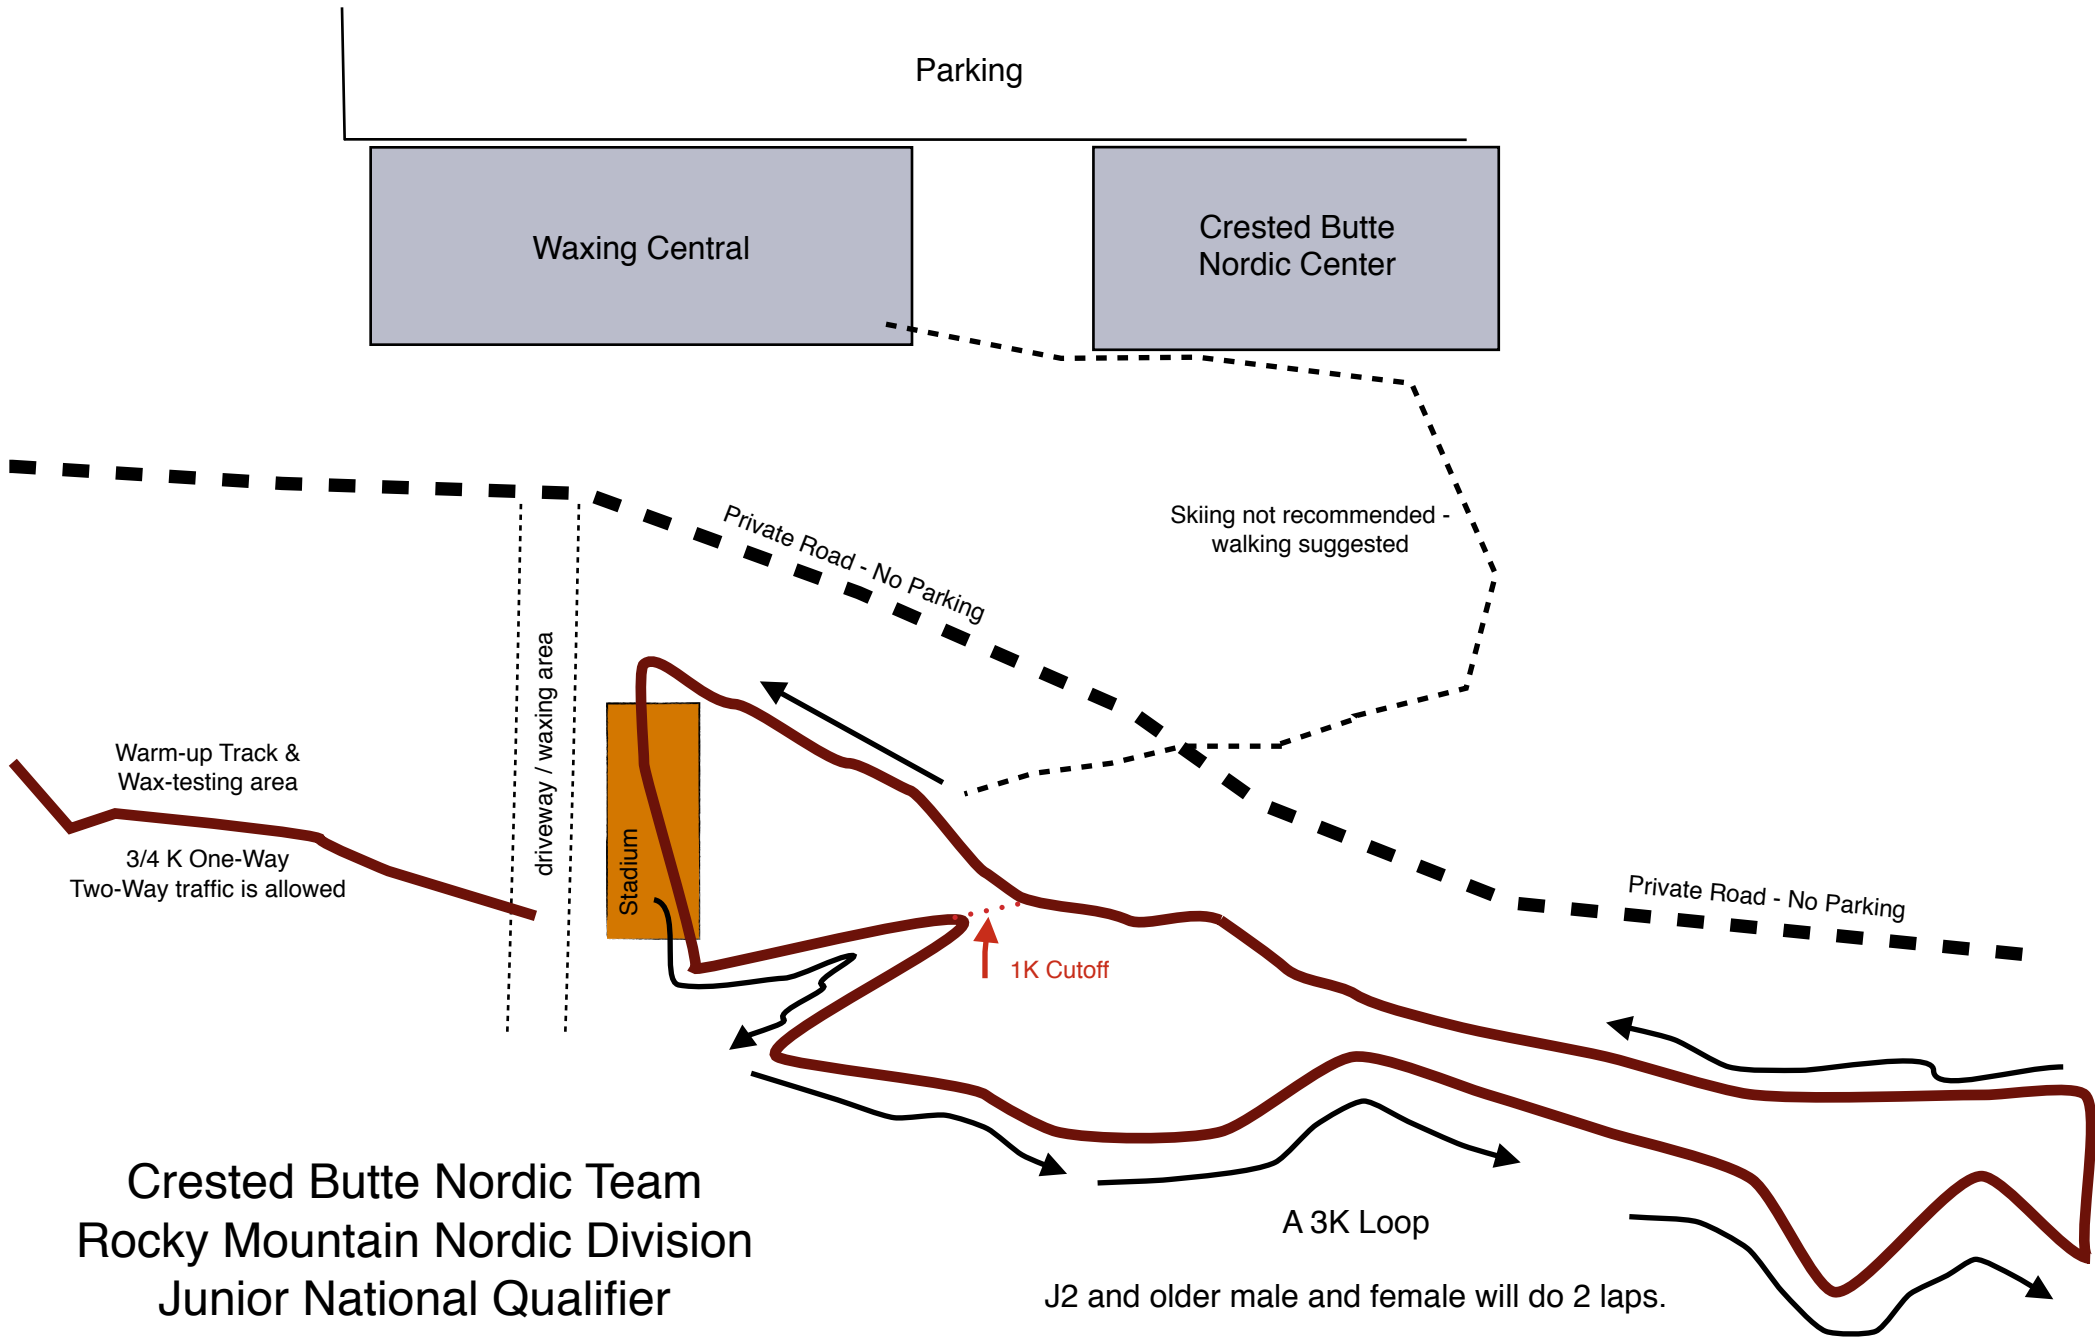 Parking
Waxing Central
Crested Butte
Nordic Center
Private Road - No Parking
Skiing not recommended -
walking suggested
driveway / waxing area
Warm-up Track &
Wax-testing area
3/4 K One-Way
Two-Way traffic is allowed
Stadium
1K Cutoff
Private Road - No Parking
Crested Butte Nordic Team
Rocky Mountain Nordic Division
Junior National Qualifier
A 3K Loop
J2 and older male and female will do 2 laps.